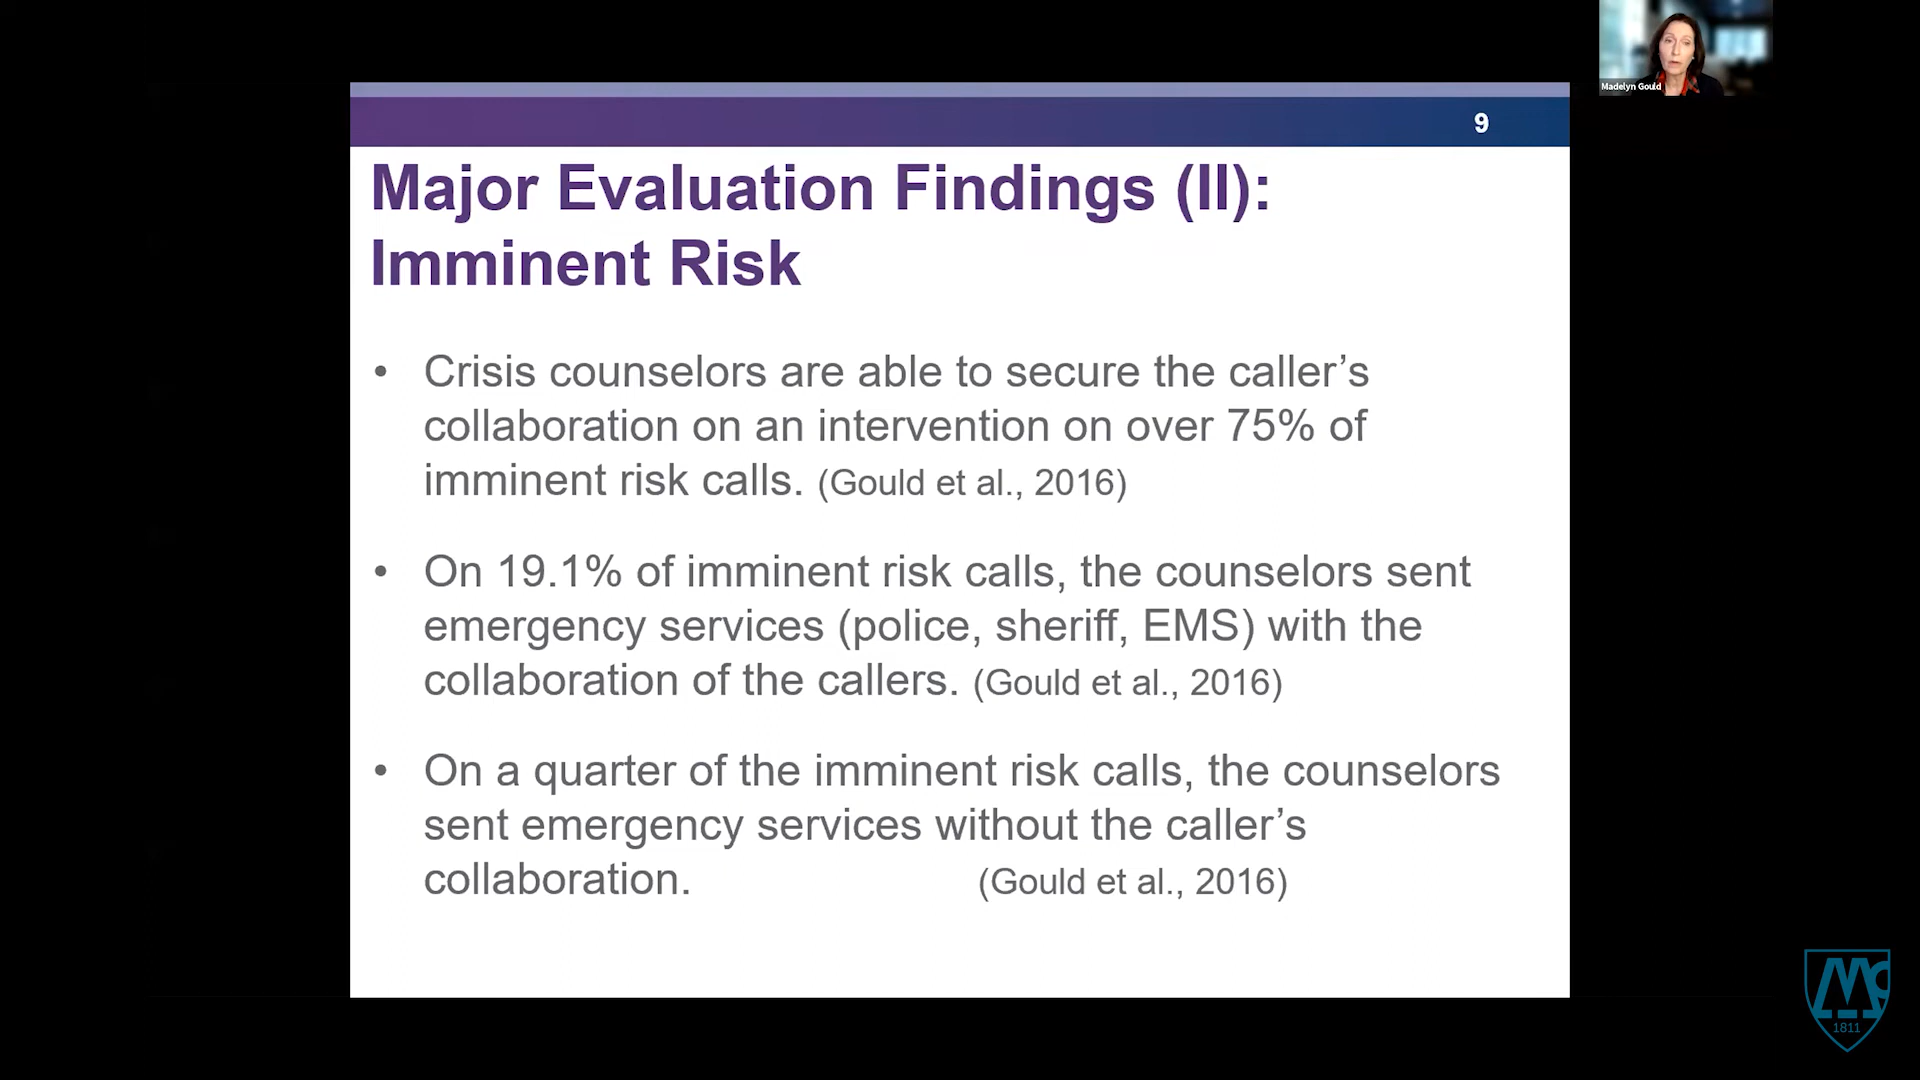 Madelyn Gould
9
Major Evaluation Findings (II):
Imminent Risk
• Crisis counselors are able to secure the caller’s
collaboration on an intervention on over 75% of
imminent risk calls. (Gould et al., 2016)
• On 19.1% of imminent risk calls, the counselors sent
emergency services (police, sheriff, EMS) with the
collaboration of the callers. (Gould et al., 2016)
• On a quarter of the imminent risk calls, the counselors
sent emergency services without the caller’s
collaboration. (Gould et al., 2016)
Mc
1811